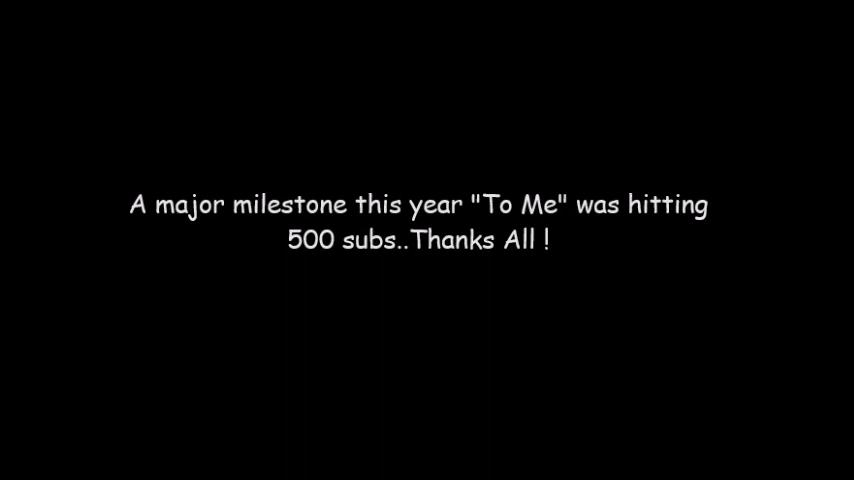 A major milestone this year "To Me" was hitting
500 subs..Thanks All !